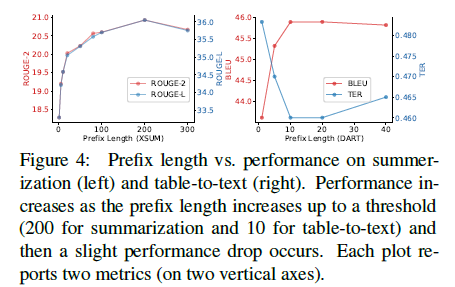 21.0
20.5
20.0
19.5
19.0
18.5
ROUGE-2
36.0
35.5
35.0
34.5
34.0
33.5
ROUGE-L
ROUGE-2
ROUGE-L
0 100 200 300
Prefix Length (XSUM)
46.0
45.5
45.0
44.5
44.0
BLEU
0.480
0.475
0.470
0.465
0.460
TER
BLEU
TER
0 10 20 30 40
Prefix Length (DART)
Figure 4: Prefix length vs. performance on summer-
ization (left) and table-to-text (right). Performance in-
creases as the prefix length increases up to a threshold
(200 for summarization and 10 for table-to-text) and
then a slight performance drop occurs. Each plot re-
ports two metrics (on two vertical axes).